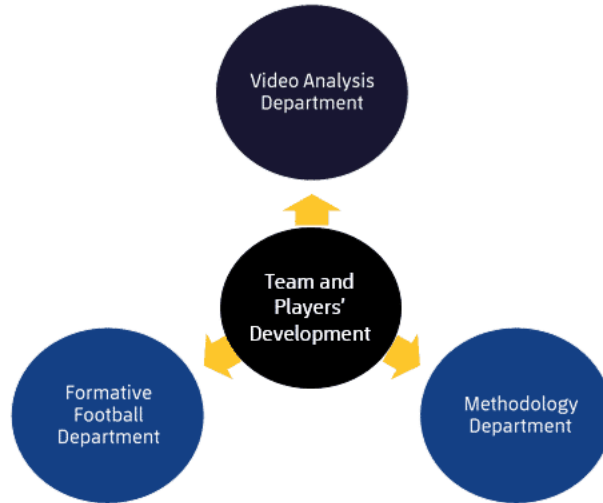 Video Analysis
Department
Team and
Players’
Development
Formative
Football
Department
Methodology
Department